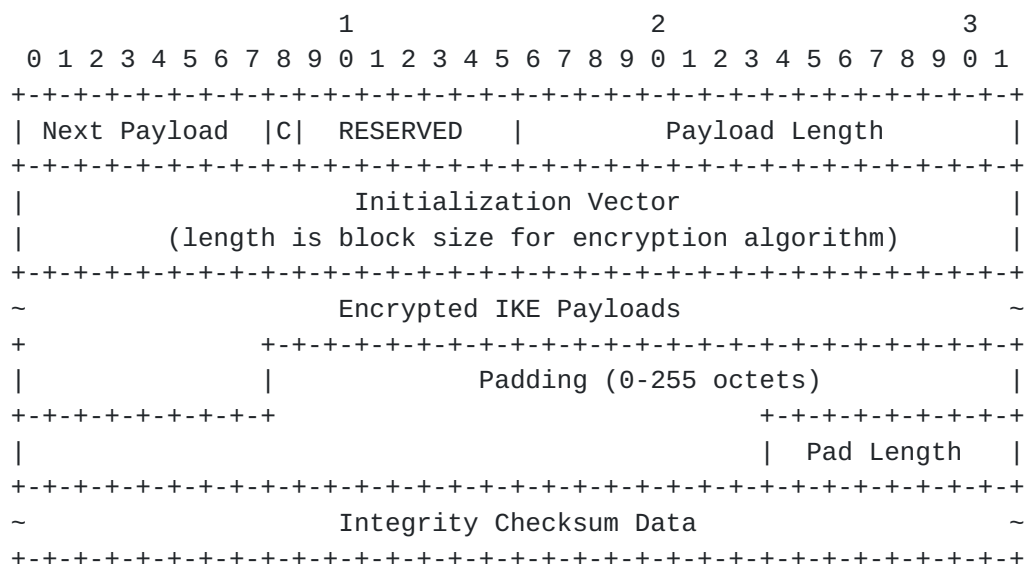 1                   2                   3
 0 1 2 3 4 5 6 7 8 9 0 1 2 3 4 5 6 7 8 9 0 1 2 3 4 5 6 7 8 9 0 1
+-+-+-+-+-+-+-+-+-+-+-+-+-+-+-+-+-+-+-+-+-+-+-+-+-+-+-+-+-+-+-+-+
| Next Payload  |C|  RESERVED   |         Payload Length        |
+-+-+-+-+-+-+-+-+-+-+-+-+-+-+-+-+-+-+-+-+-+-+-+-+-+-+-+-+-+-+-+-+
|                     Initialization Vector                     |
|         (length is block size for encryption algorithm)       |
+-+-+-+-+-+-+-+-+-+-+-+-+-+-+-+-+-+-+-+-+-+-+-+-+-+-+-+-+-+-+-+-+
~                    Encrypted IKE Payloads                     ~
+               +-+-+-+-+-+-+-+-+-+-+-+-+-+-+-+-+-+-+-+-+-+-+-+-+
|               |             Padding (0-255 octets)            |
+-+-+-+-+-+-+-+-+                               +-+-+-+-+-+-+-+-+
|                                               |  Pad Length   |
+-+-+-+-+-+-+-+-+-+-+-+-+-+-+-+-+-+-+-+-+-+-+-+-+-+-+-+-+-+-+-+-+
~                    Integrity Checksum Data                    ~
+-+-+-+-+-+-+-+-+-+-+-+-+-+-+-+-+-+-+-+-+-+-+-+-+-+-+-+-+-+-+-+-+